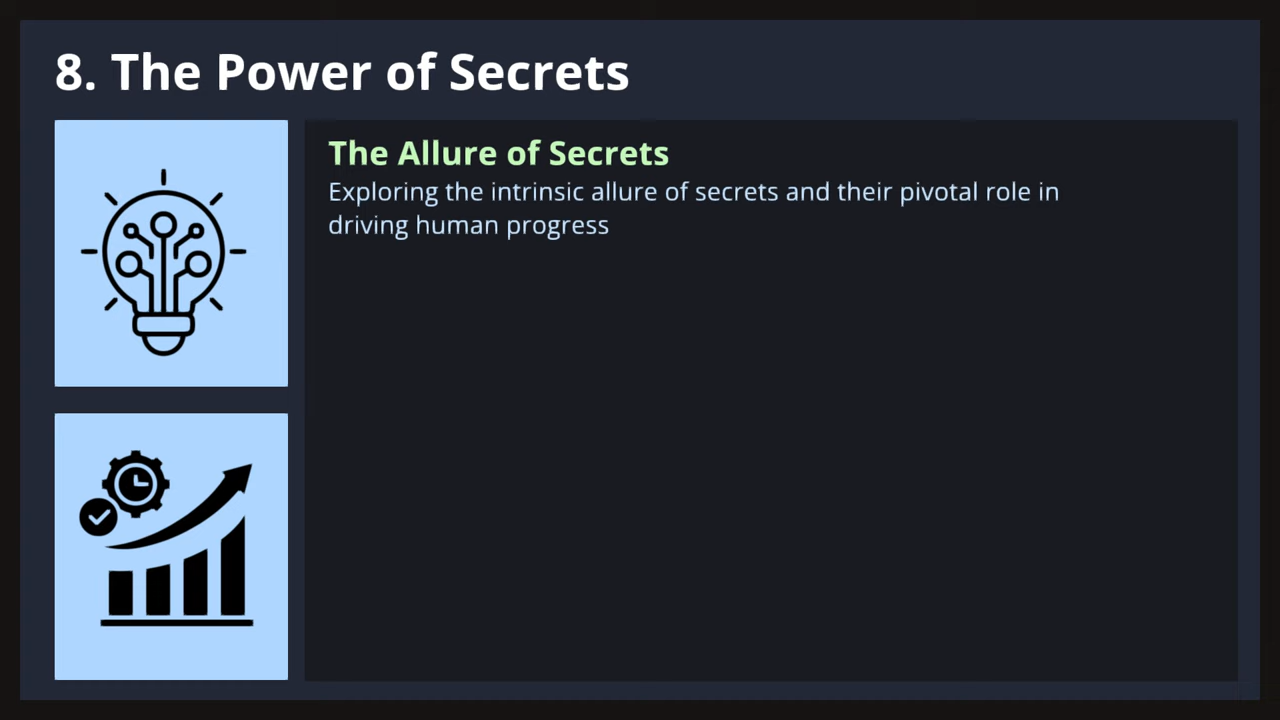 8. The Power of Secrets
The Allure of Secrets
Exploring the intrinsic allure of secrets and their pivotal role in
driving human progress